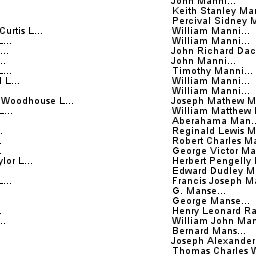 John Manni...
Keith Stanley Mar
Percival Sidney M
Curtis L... William Manni...
L... William Manni...
... John Richard Dac
... John Manni...
L... Timothy Manni...
l L... William Manni...
William Manni...
Woodhouse L... Joseph Mathew M
L... William Matthew I
Aberahama Man...
. Reginald Lewis M
. Robert Charles Ma
. George Victor Ma
ylor L... Herbert Pengelly
Edward Dudley M
L... Francis Joseph Ma
G. Manse...
George Manse...
. Henry Leonard Ra
... William John Man
Bernard Mans...
Joseph Alexander
Thomas Charles W